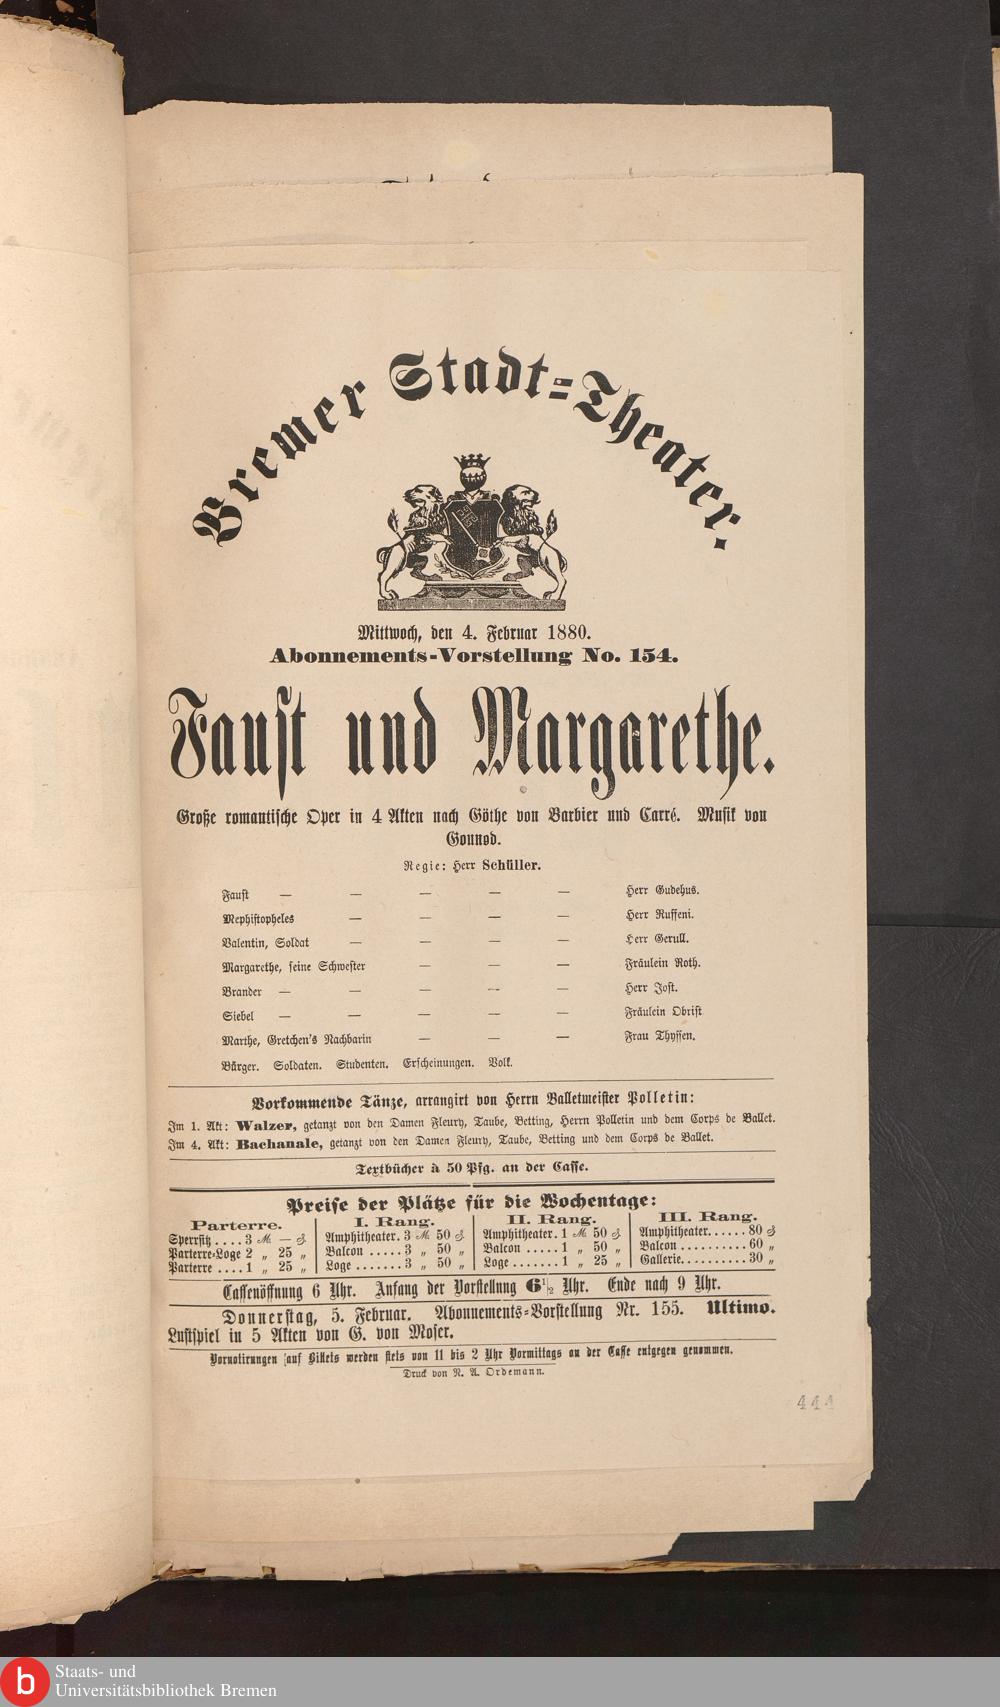 Bremer Stadt-Theater.
Mittwoch, den 4. Februar 1880.
Abonnements-Vorstellung No. 154.
Faust und Margarethe.
Große romantische Oper in 4 Akten nach Göthe von Barbier und Carré. Musik von
Gounod.
Regie: Herr Schüller.
Faust — — — — — Herr Gudehus.
Mephistopheles — — — — Herr Ruffeni.
Valentin, Soldat — — — — Herr Gerull.
Margarethe, seine Schwester — — — Fräulein Roth.
Brander — — — — — Herr Jost.
Siebel — — — — — Fräulein Obrist
Marthe, Gretchen's Nachbarin — — — Frau Thyssen.
Bürger. Soldaten. Studenten. Erscheinungen. Volk.
Vorkommende Tänze, arrangirt von Herrn Balletmeister Polletin:
Im 1. Akt: Walzer, getanzt von den Damen Fleury, Taube, Betting, Herrn Polletin und dem Corps de Ballet.
Im 4. Akt: Bachanale, getanzt von den Damen Fleury, Taube, Betting und dem Corps de Ballet.
Textbücher à 50 Pfg. an der Casse.
Preise der Plätze für die Wochentage:
Parterre.
Sperrsitz .... 3 ℳ — ₰
Parterre-Loge 2 „ 25 „
Parterre .... 1 „ 25 „
I. Rang.
Amphitheater. 3 ℳ 50 ₰
Balcon ..... 3 „ 50 „
Loge ....... 3 „ 50 „
II. Rang.
Amphitheater. 1 ℳ 50 ₰
Balcon ..... 1 „ 50 „
Loge ....... 1 „ 25 „
III. Rang.
Amphitheater...... 80 ₰
Balcon .......... 60 „
Gallerie.......... 30 „
Cassenöffnung 6 Uhr. Anfang der Vorstellung 6 1/2 Uhr. Ende nach 9 Uhr.
Donnerstag, 5. Februar. Abonnements-Vorstellung Nr. 155. Ultimo.
Lustspiel in 5 Akten von G. von Moser.
Vornotirungen auf Billets werden stets von 11 bis 2 Uhr Vormittags an der Casse entgegen genommen.
Druck von N. A. Ordemann.
444
b
Staats- und
Universitätsbibliothek Bremen